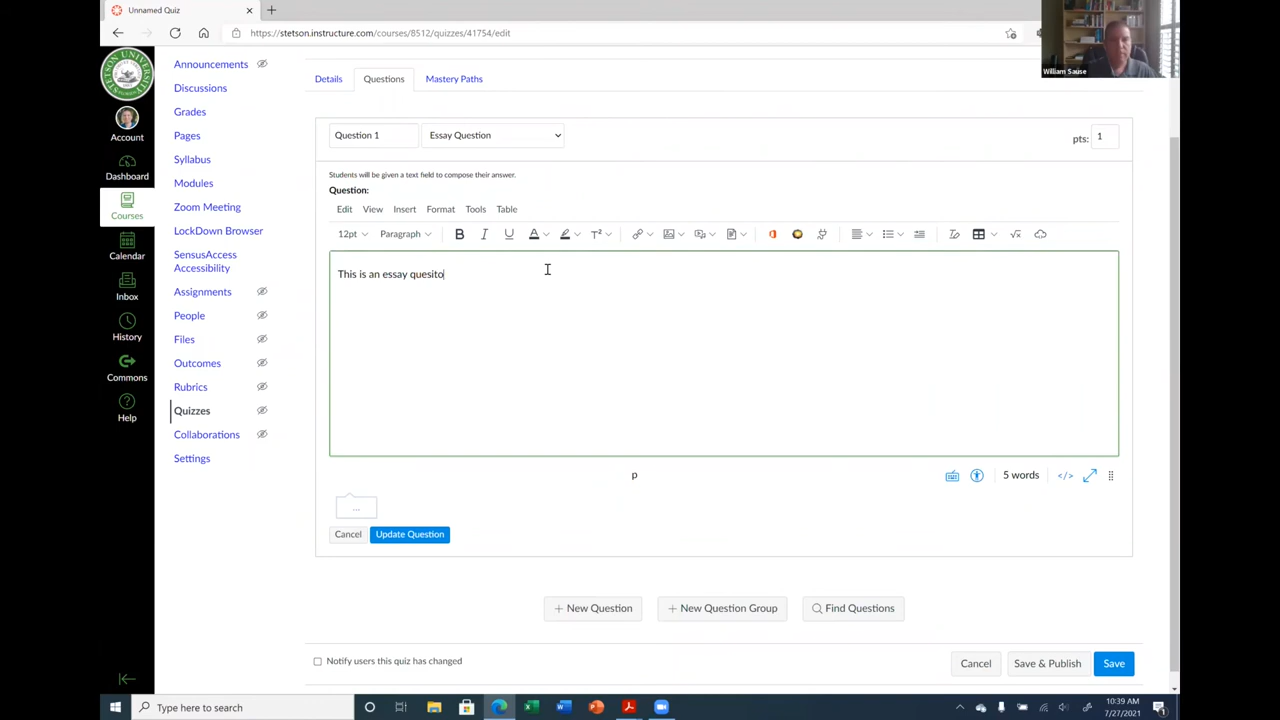 Unnamed Quiz
https://stetson.instructure.com/courses/8512/quizzes/41754/edit
William Sause
STETSON UNIVERSITY
Account
Dashboard
Courses
Calendar
Inbox
History
Commons
Help
Announcements
Discussions
Grades
Pages
Syllabus
Modules
Zoom Meeting
LockDown Browser
SensusAccess
Accessibility
Assignments
People
Files
Outcomes
Rubrics
Quizzes
Collaborations
Settings
Details Questions Mastery Paths
Question 1 Essay Question pts: 1
Students will be given a text field to compose their answer.
Question:
Edit View Insert Format Tools Table
12pt Paragraph B I U A T² √x
This is an essay quesito
p 5 words </>
...
Cancel Update Question
+ New Question + New Question Group Find Questions
Notify users this quiz has changed
Cancel Save & Publish Save
Type here to search
10:39 AM
7/27/2021